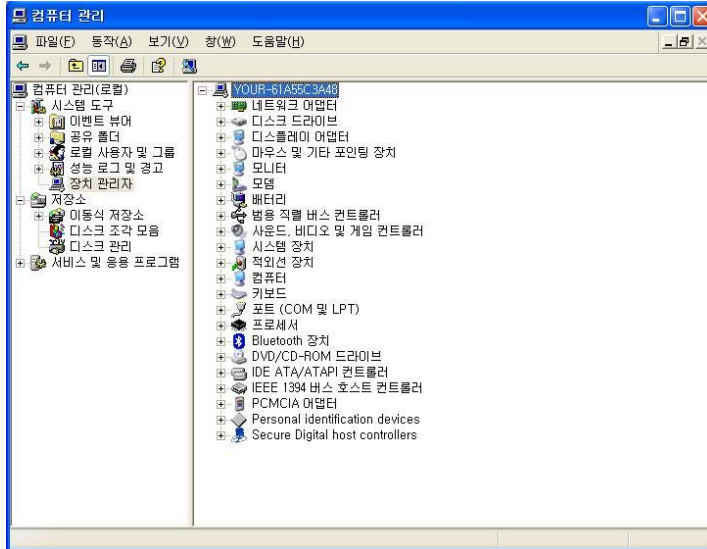 컴퓨터 관리
파일(F) 동작(A) 보기(V) 창(W) 도움말(H)
컴퓨터 관리(로컬)
시스템 도구
이벤트 뷰어
공유 폴더
로컬 사용자 및 그룹
성능 로그 및 경고
장치 관리자
저장소
이동식 저장소
디스크 조각 모음
디스크 관리
서비스 및 응용 프로그램
YOUR-61A55C3A48
네트워크 어댑터
디스크 드라이브
디스플레이 어댑터
마우스 및 기타 포인팅 장치
모니터
모뎀
배터리
범용 직렬 버스 컨트롤러
사운드, 비디오 및 게임 컨트롤러
시스템 장치
적외선 장치
컴퓨터
키보드
포트 (COM 및 LPT)
프로세서
Bluetooth 장치
DVD/CD-ROM 드라이브
IDE ATA/ATAPI 컨트롤러
IEEE 1394 버스 호스트 컨트롤러
PCMCIA 어댑터
Personal identification devices
Secure Digital host controllers